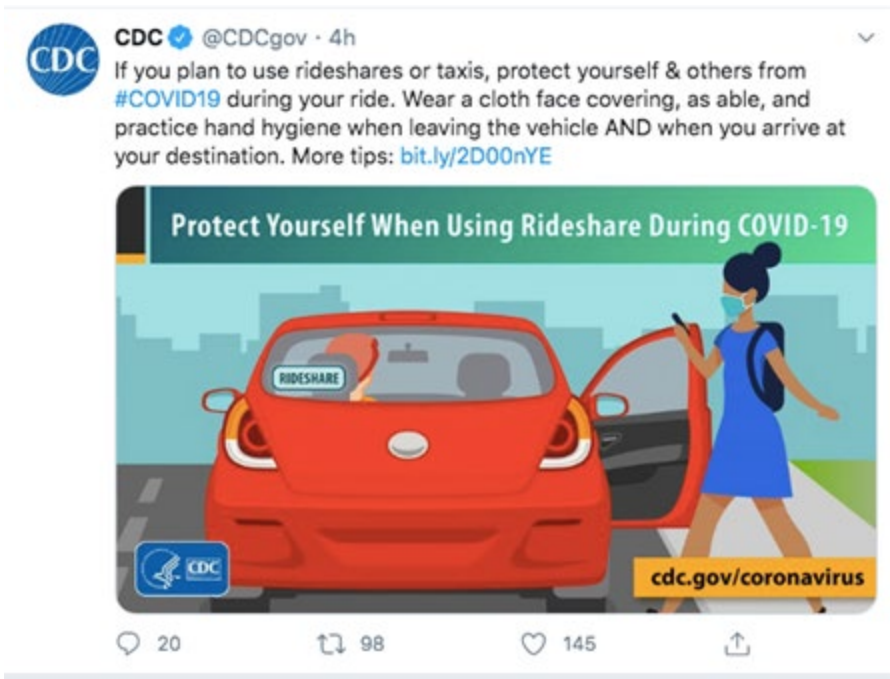 CDC
CDC @CDCgov · 4h
If you plan to use rideshares or taxis, protect yourself & others from
#COVID19 during your ride. Wear a cloth face covering, as able, and
practice hand hygiene when leaving the vehicle AND when you arrive at
your destination. More tips: bit.ly/2D00nYE
Protect Yourself When Using Rideshare During COVID-19
RIDESHARE
CDC
cdc.gov/coronavirus
20 98 145